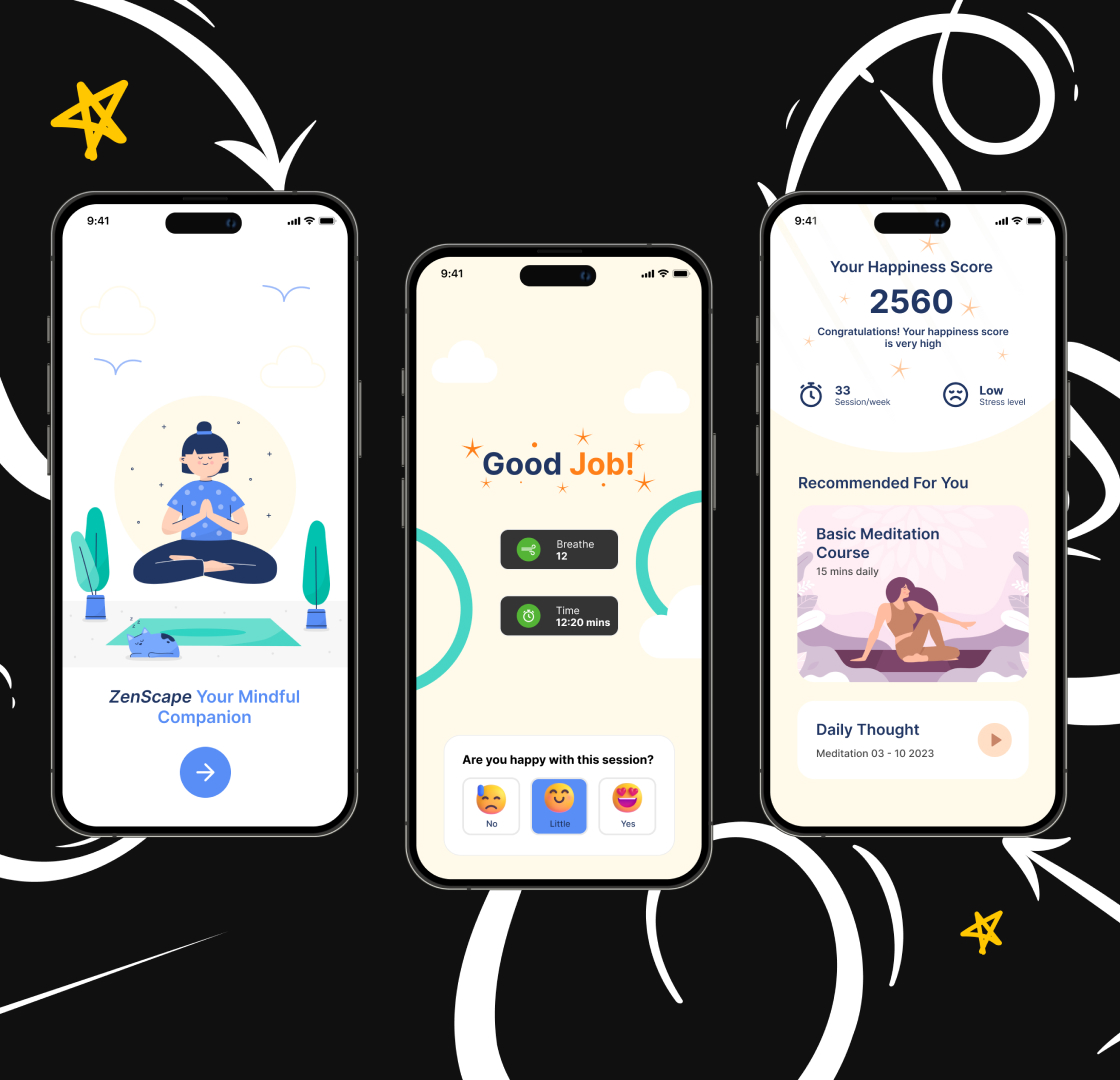 9:41
z z z z
ZenScape Your Mindful
Companion
9:41
Good Job!
Breathe
12
Time
12:20 mins
Are you happy with this session?
No
Little
Yes
9:41
Your Happiness Score
2560
Congratulations! Your happiness score
is very high
33
Session/week
Low
Stress level
Recommended For You
Basic Meditation
Course
15 mins daily
Daily Thought
Meditation 03 - 10 2023